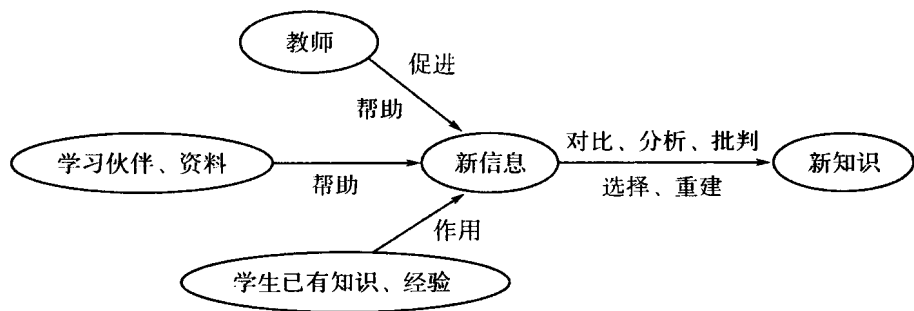 教师
促进
帮助
对比、分析、批判
学习伙伴、资料
新信息
新知识
帮助
选择、重建
作用
学生已有知识、经验